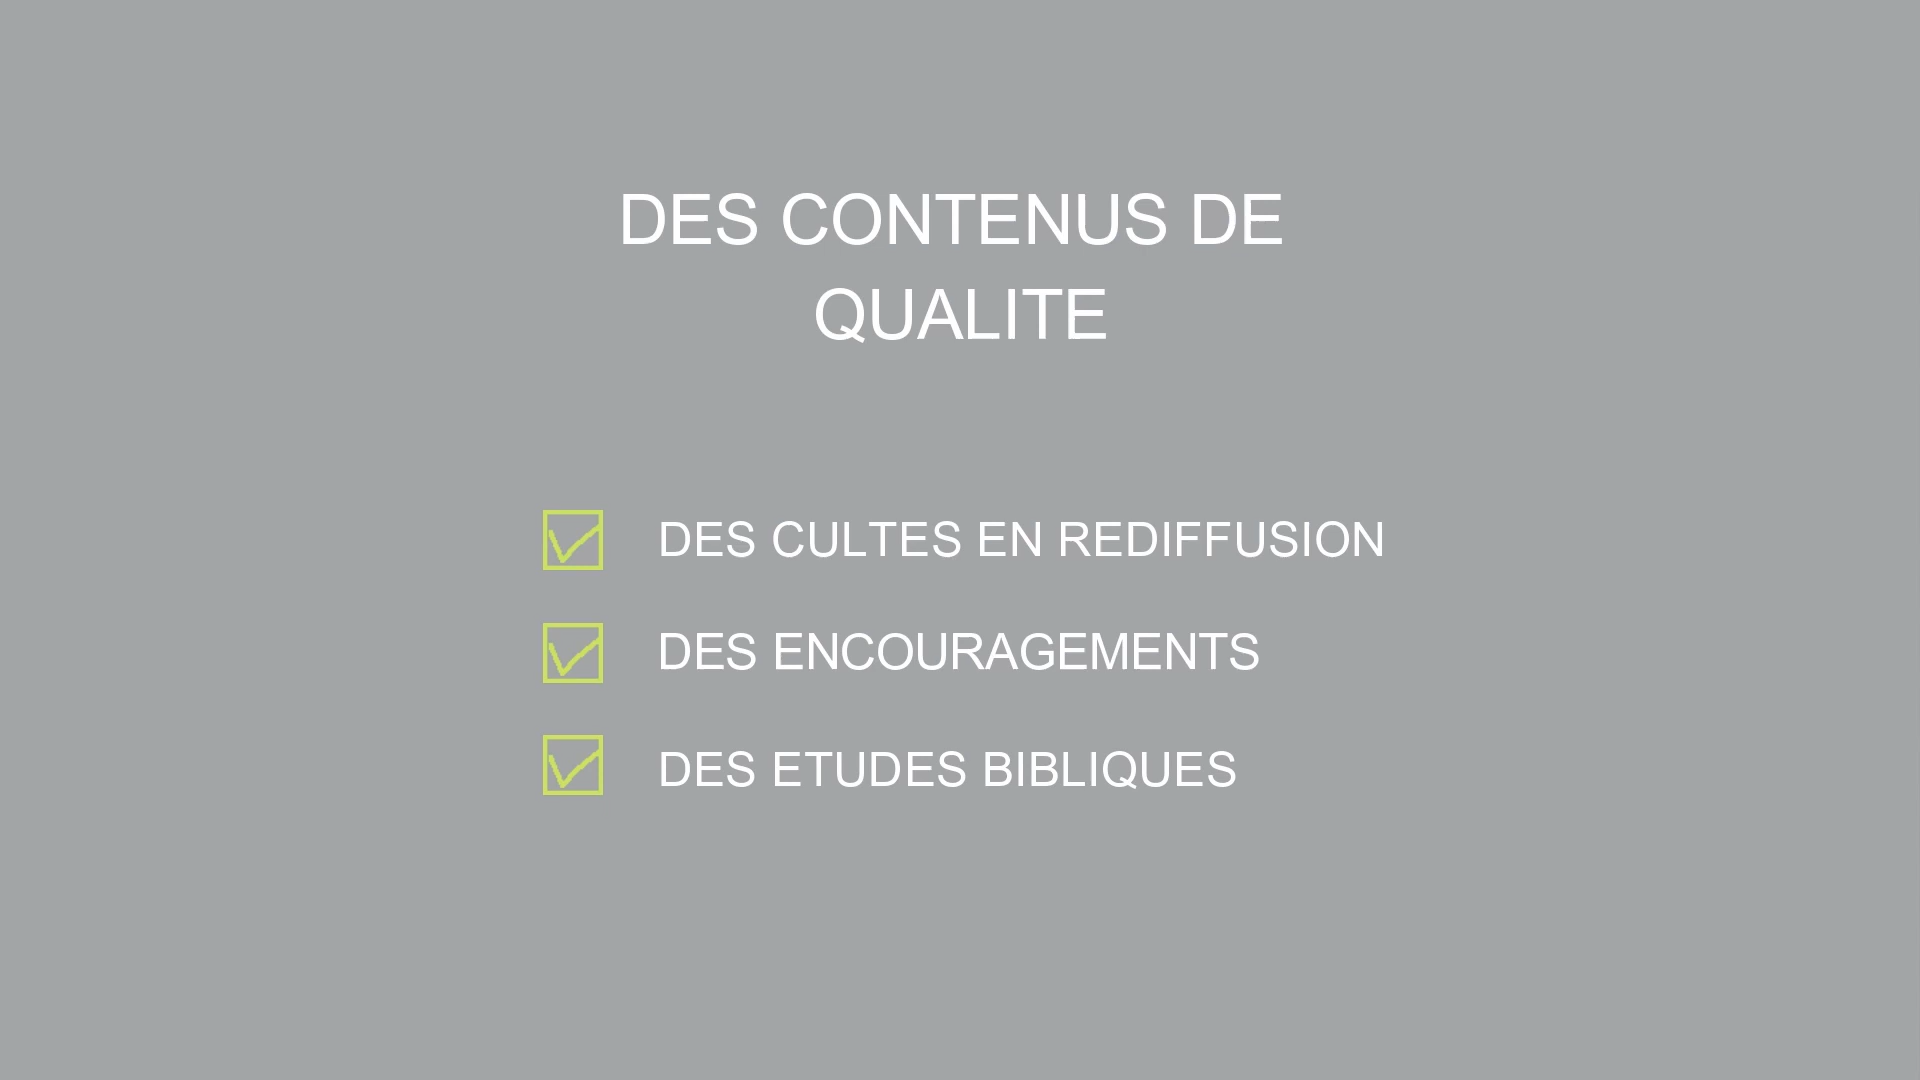 DES CONTENUS DE
QUALITE
DES CULTES EN REDIFFUSION
DES ENCOURAGEMENTS
DES ETUDES BIBLIQUES